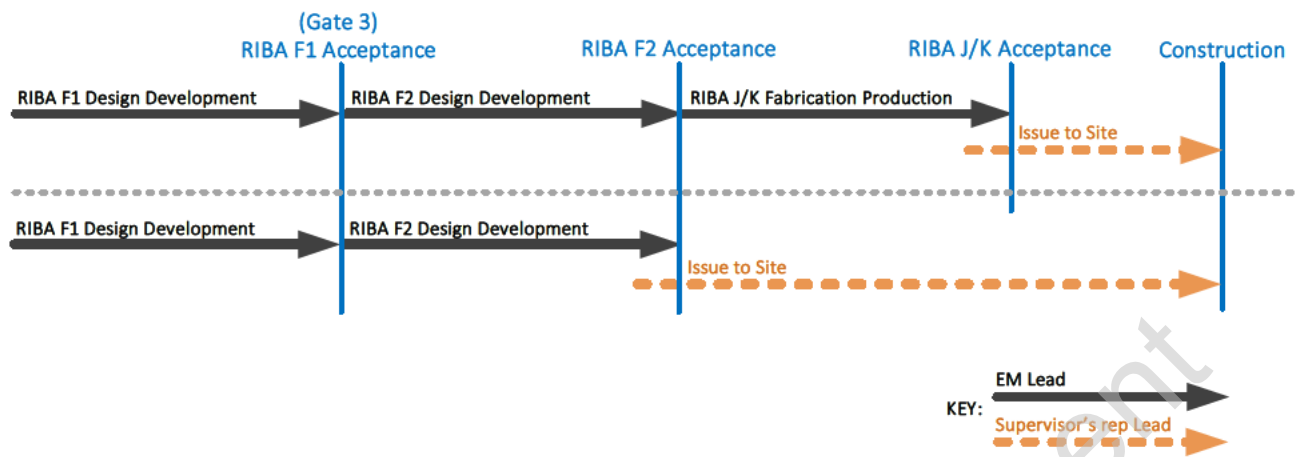 (Gate 3)
RIBA F1 Acceptance
RIBA F2 Acceptance
RIBA J/K Acceptance
Construction
RIBA F1 Design Development
RIBA F2 Design Development
RIBA J/K Fabrication Production
Issue to Site
RIBA F1 Design Development
RIBA F2 Design Development
Issue to Site
EM Lead
KEY:
Supervisor's rep Lead
ent